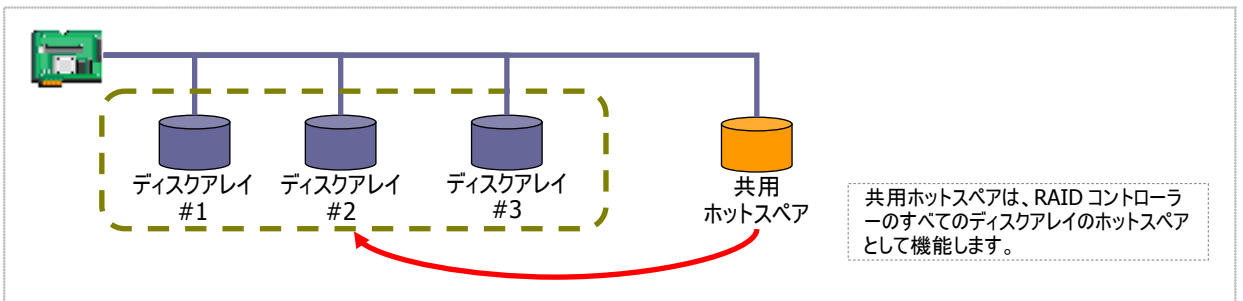 ディスクアレイ
#1
ディスクアレイ
#2
ディスクアレイ
#3
共用
ホットスペア
共用ホットスペアは、RAID コントローラ
ーのすべてのディスクアレイのホットスペア
として機能します。